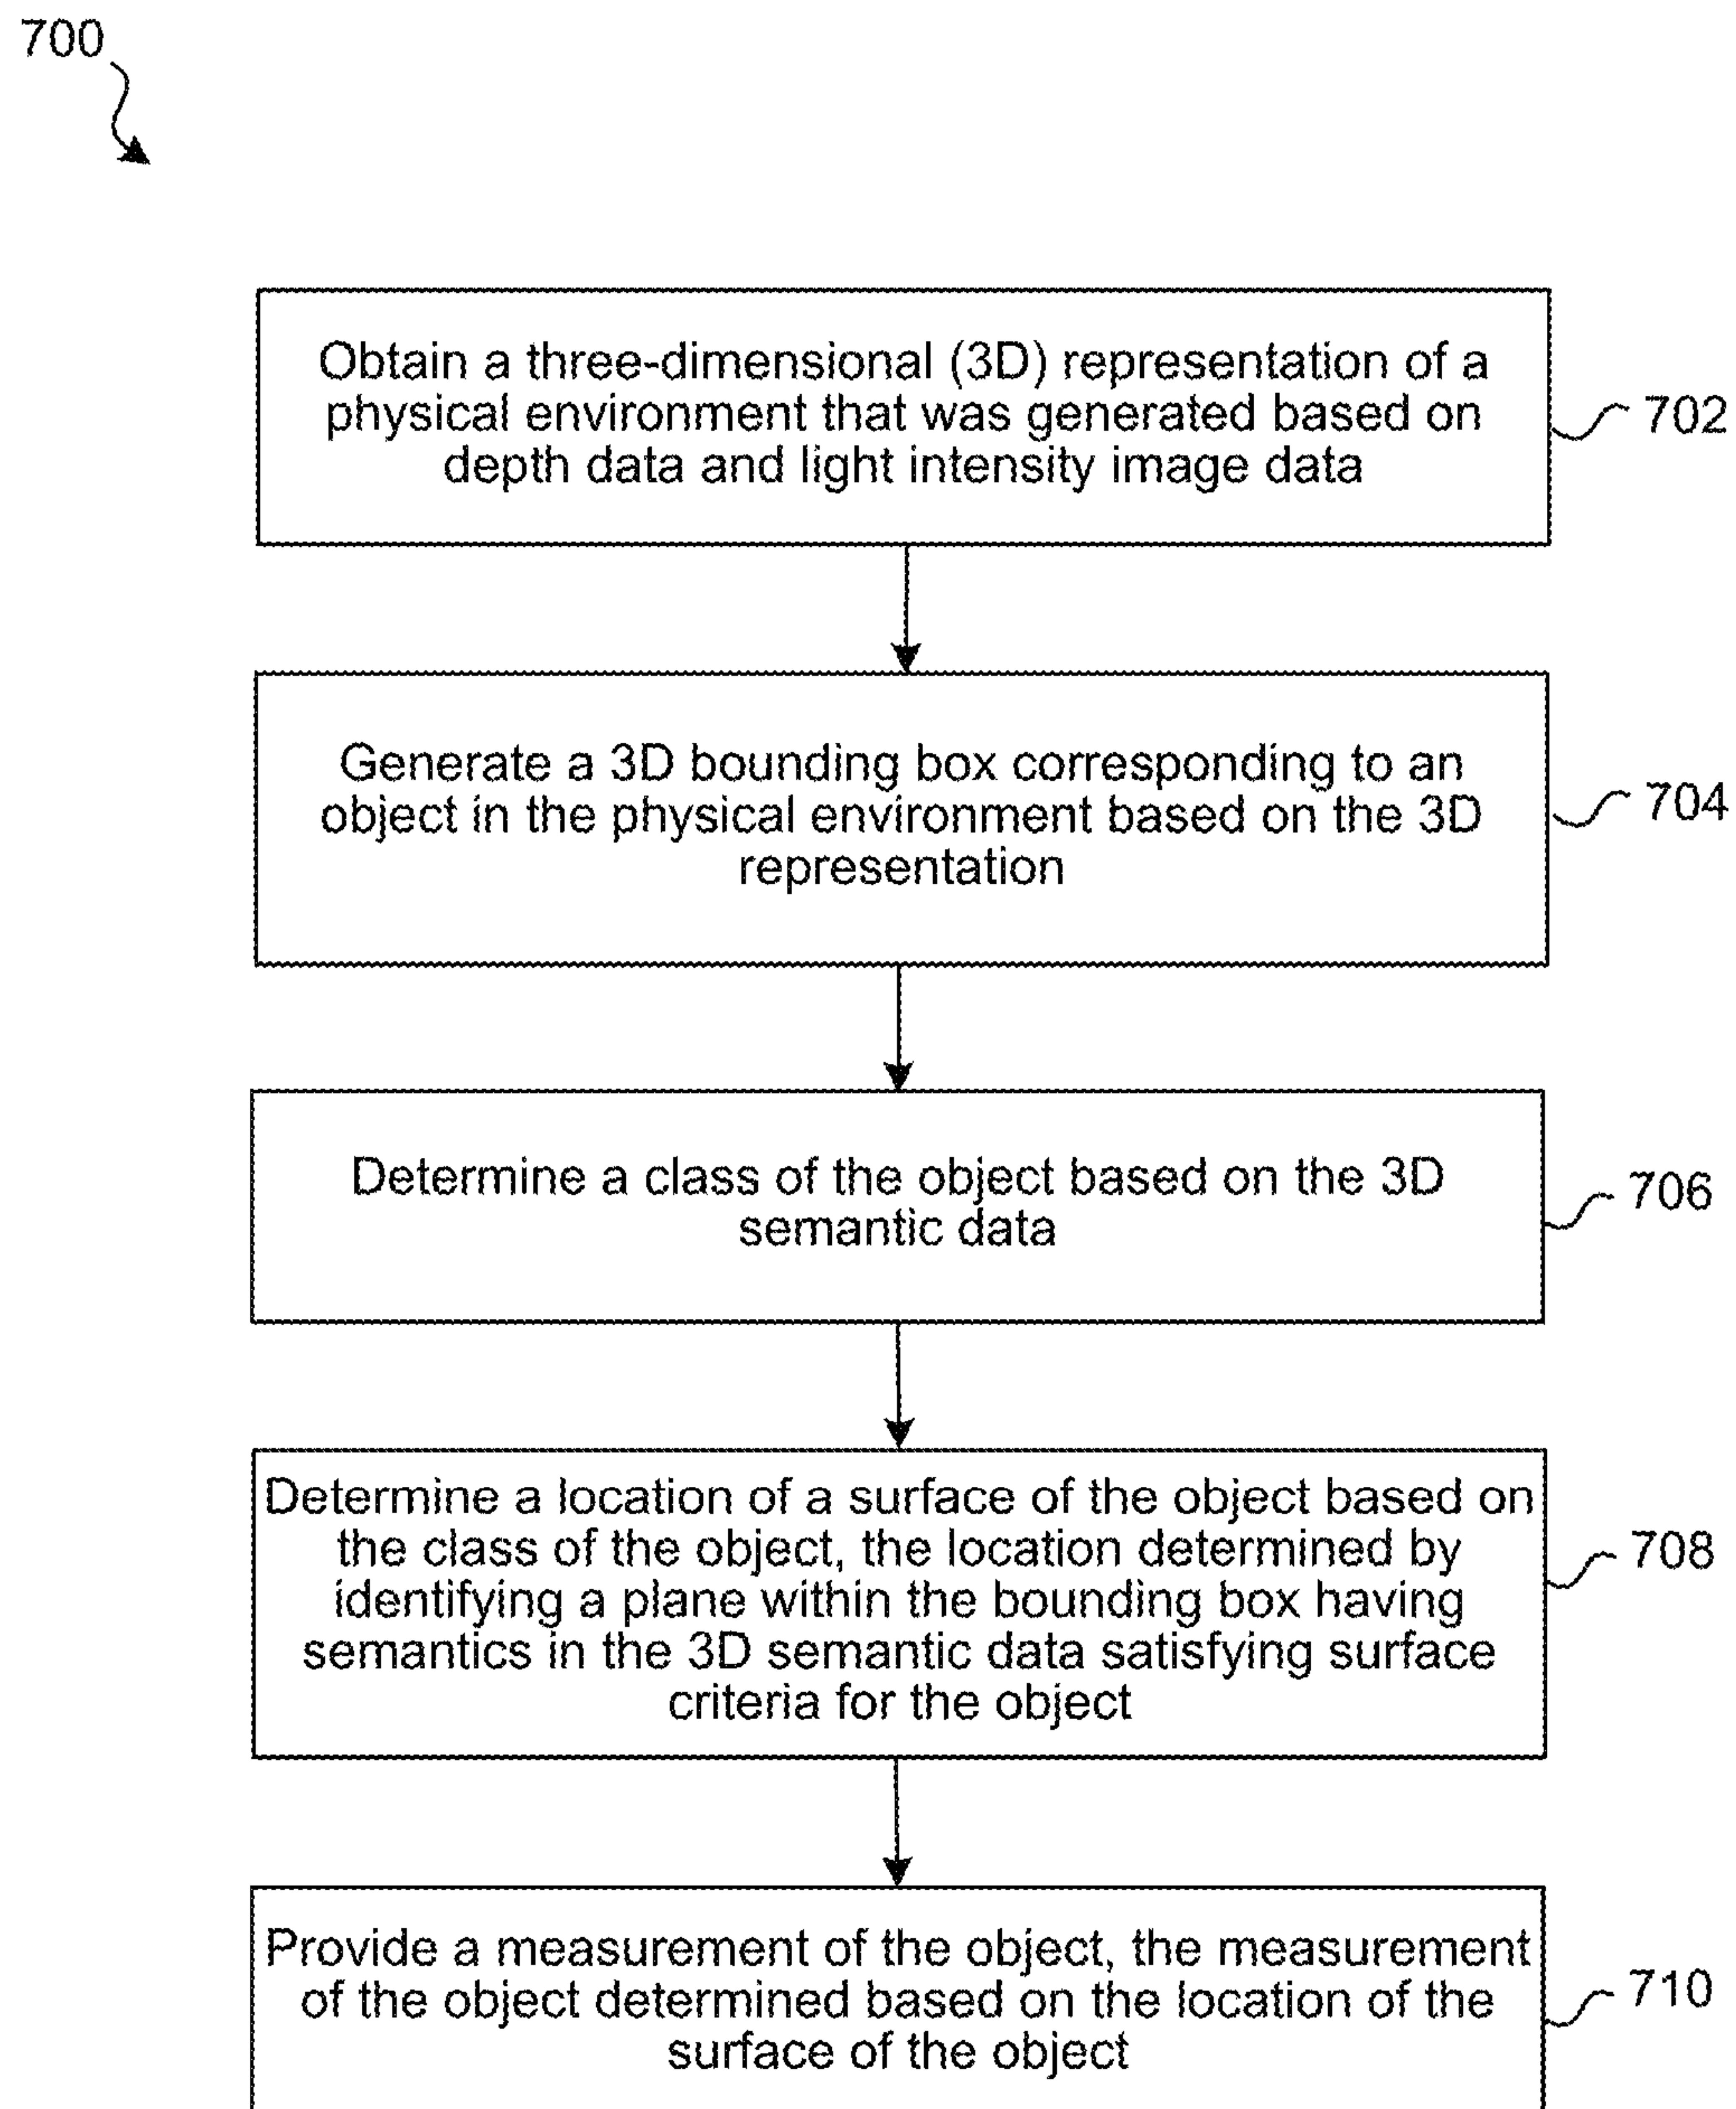 700
Obtain a three-dimensional (3D) representation of a
physical environment that was generated based on
depth data and light intensity image data
702
Generate a 3D bounding box corresponding to an
object in the physical environment based on the 3D
representation
704
Determine a class of the object based on the 3D
semantic data
706
Determine a location of a surface of the object based on
the class of the object, the location determined by
identifying a plane within the bounding box having
semantics in the 3D semantic data satisfying surface
criteria for the object
708
Provide a measurement of the object, the measurement
of the object determined based on the location of the
surface of the object
710